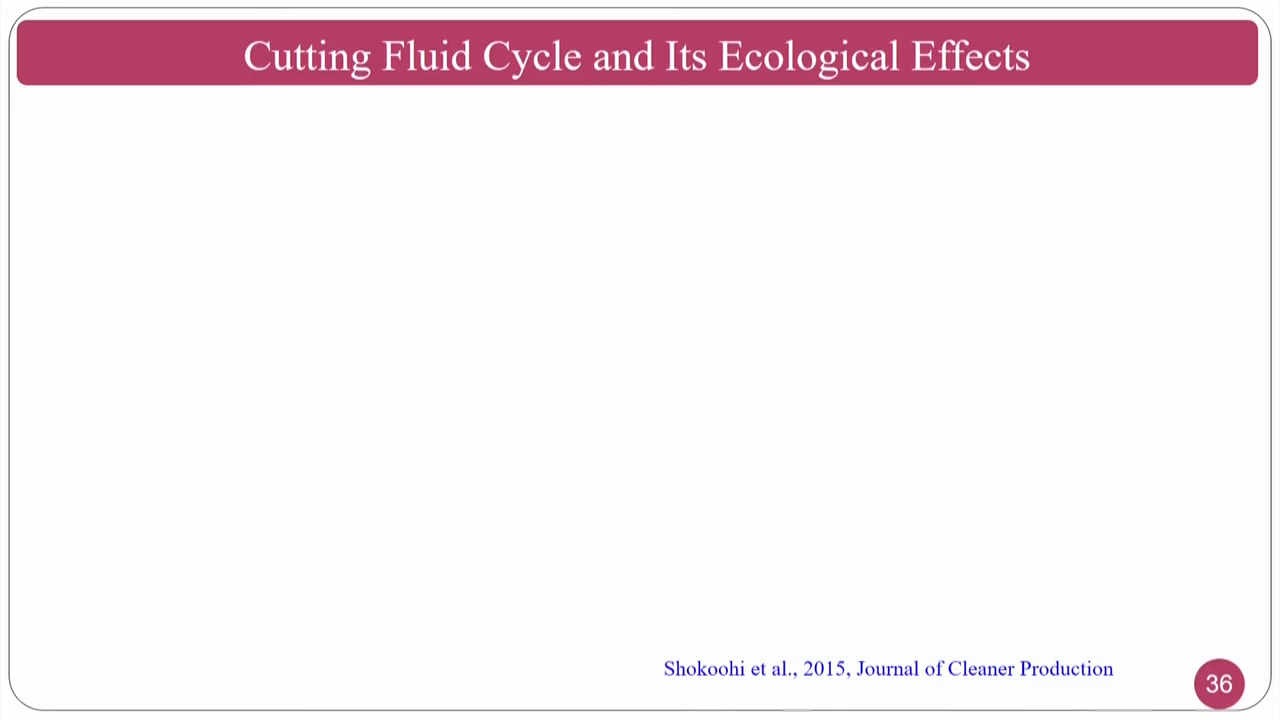 Cutting Fluid Cycle and Its Ecological Effects
Shokoohi et al., 2015, Journal of Cleaner Production
36